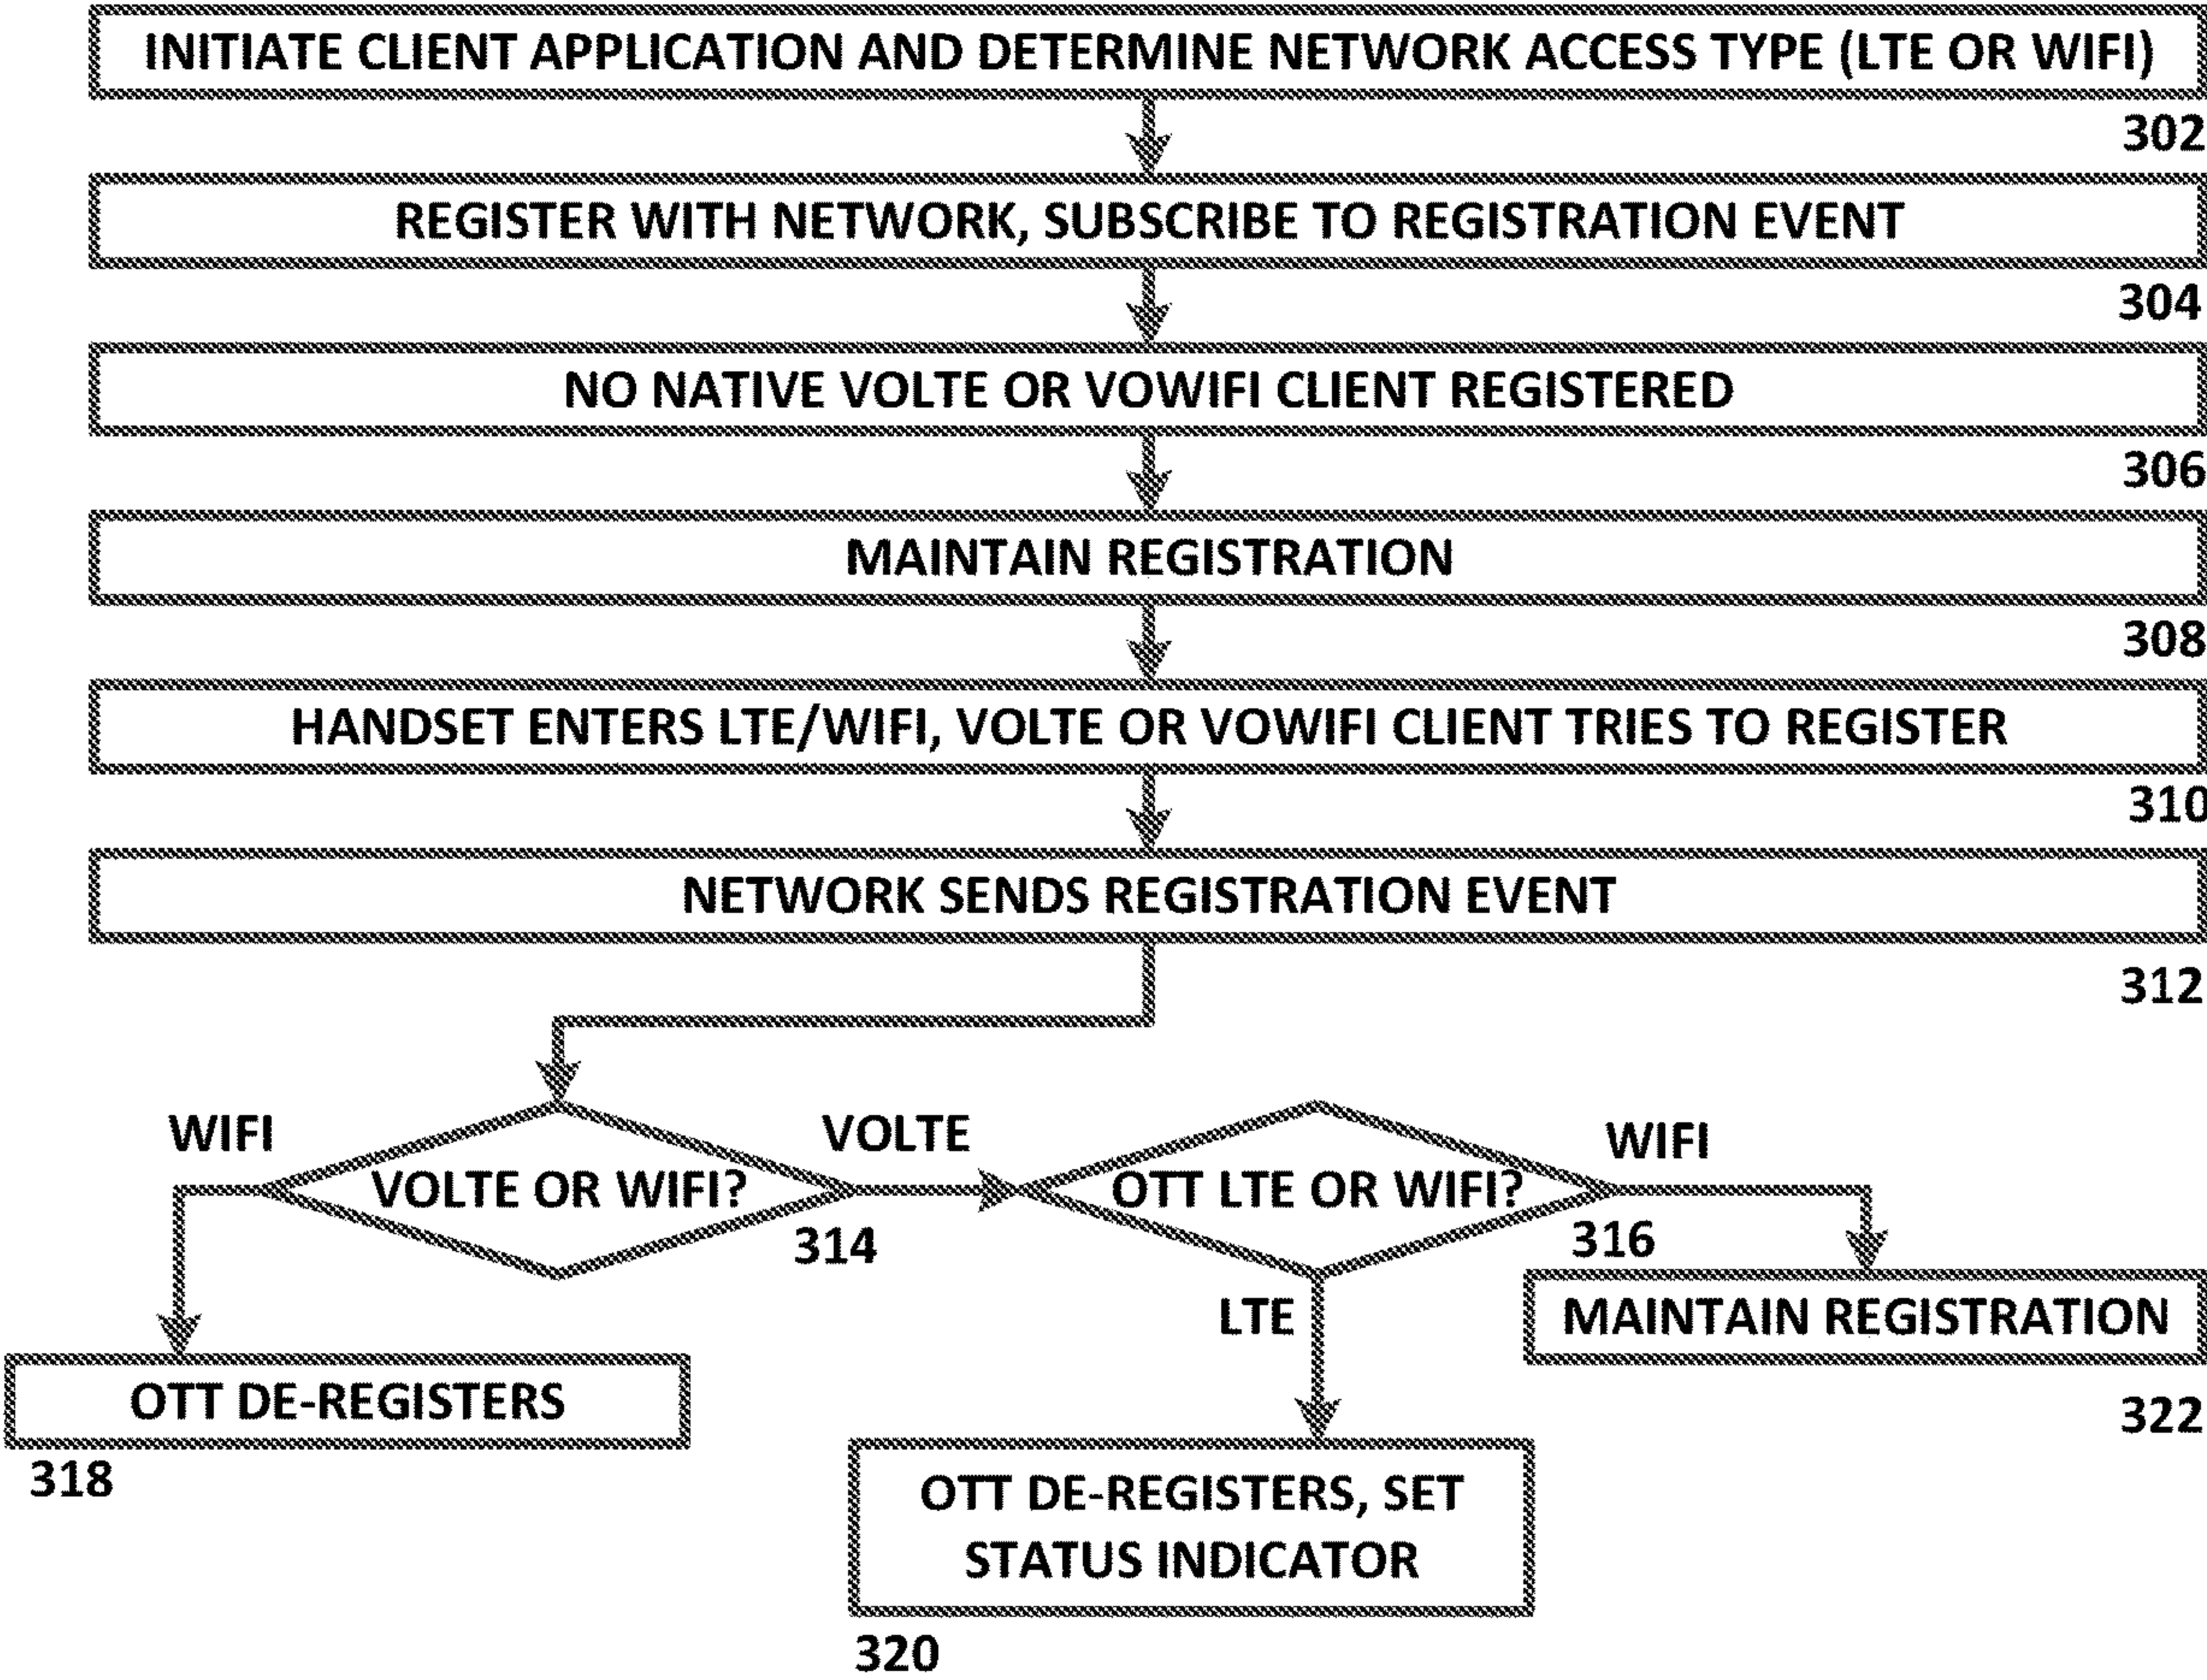 INITIATE CLIENT APPLICATION AND DETERMINE NETWORK ACCESS TYPE (LTE OR WIFI)
302
REGISTER WITH NETWORK, SUBSCRIBE TO REGISTRATION EVENT
304
NO NATIVE VOLTE OR VOWIFI CLIENT REGISTERED
306
MAINTAIN REGISTRATION
308
HANDSET ENTERS LTE/WIFI, VOLTE OR VOWIFI CLIENT TRIES TO REGISTER
310
NETWORK SENDS REGISTRATION EVENT
312
WIFI
VOLTE OR WIFI?
314
VOLTE
OTT LTE OR WIFI?
316
WIFI
LTE
MAINTAIN REGISTRATION
322
OTT DE-REGISTERS
318
OTT DE-REGISTERS, SET
STATUS INDICATOR
320